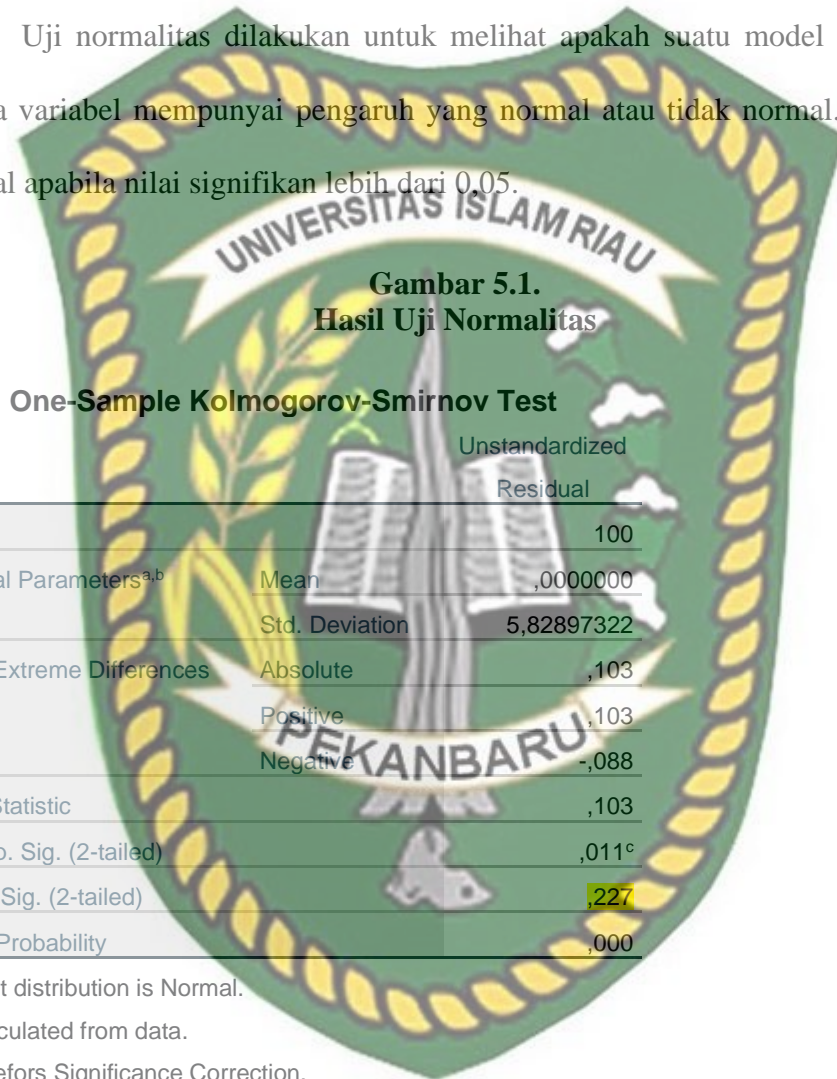 Uji normalitas dilakukan untuk melihat apakah suatu model
a variabel mempunyai pengaruh yang normal atau tidak normal.
al apabila nilai signifikan lebih dari 0,05.
UNIVERSITAS ISLAM RIAU
Gambar 5.1.
Hasil Uji Normalitas
One-Sample Kolmogorov-Smirnov Test
Unstandardized
Residual
100
al Parametersa,b Mean ,0000000
Std. Deviation 5,82897322
Extreme Differences Absolute ,103
Positive ,103
Negative -,088
PEKANBARU
Statistic ,103
p. Sig. (2-tailed) ,011c
Sig. (2-tailed) ,227
Probability ,000
t distribution is Normal.
culated from data.
efors Significance Correction.